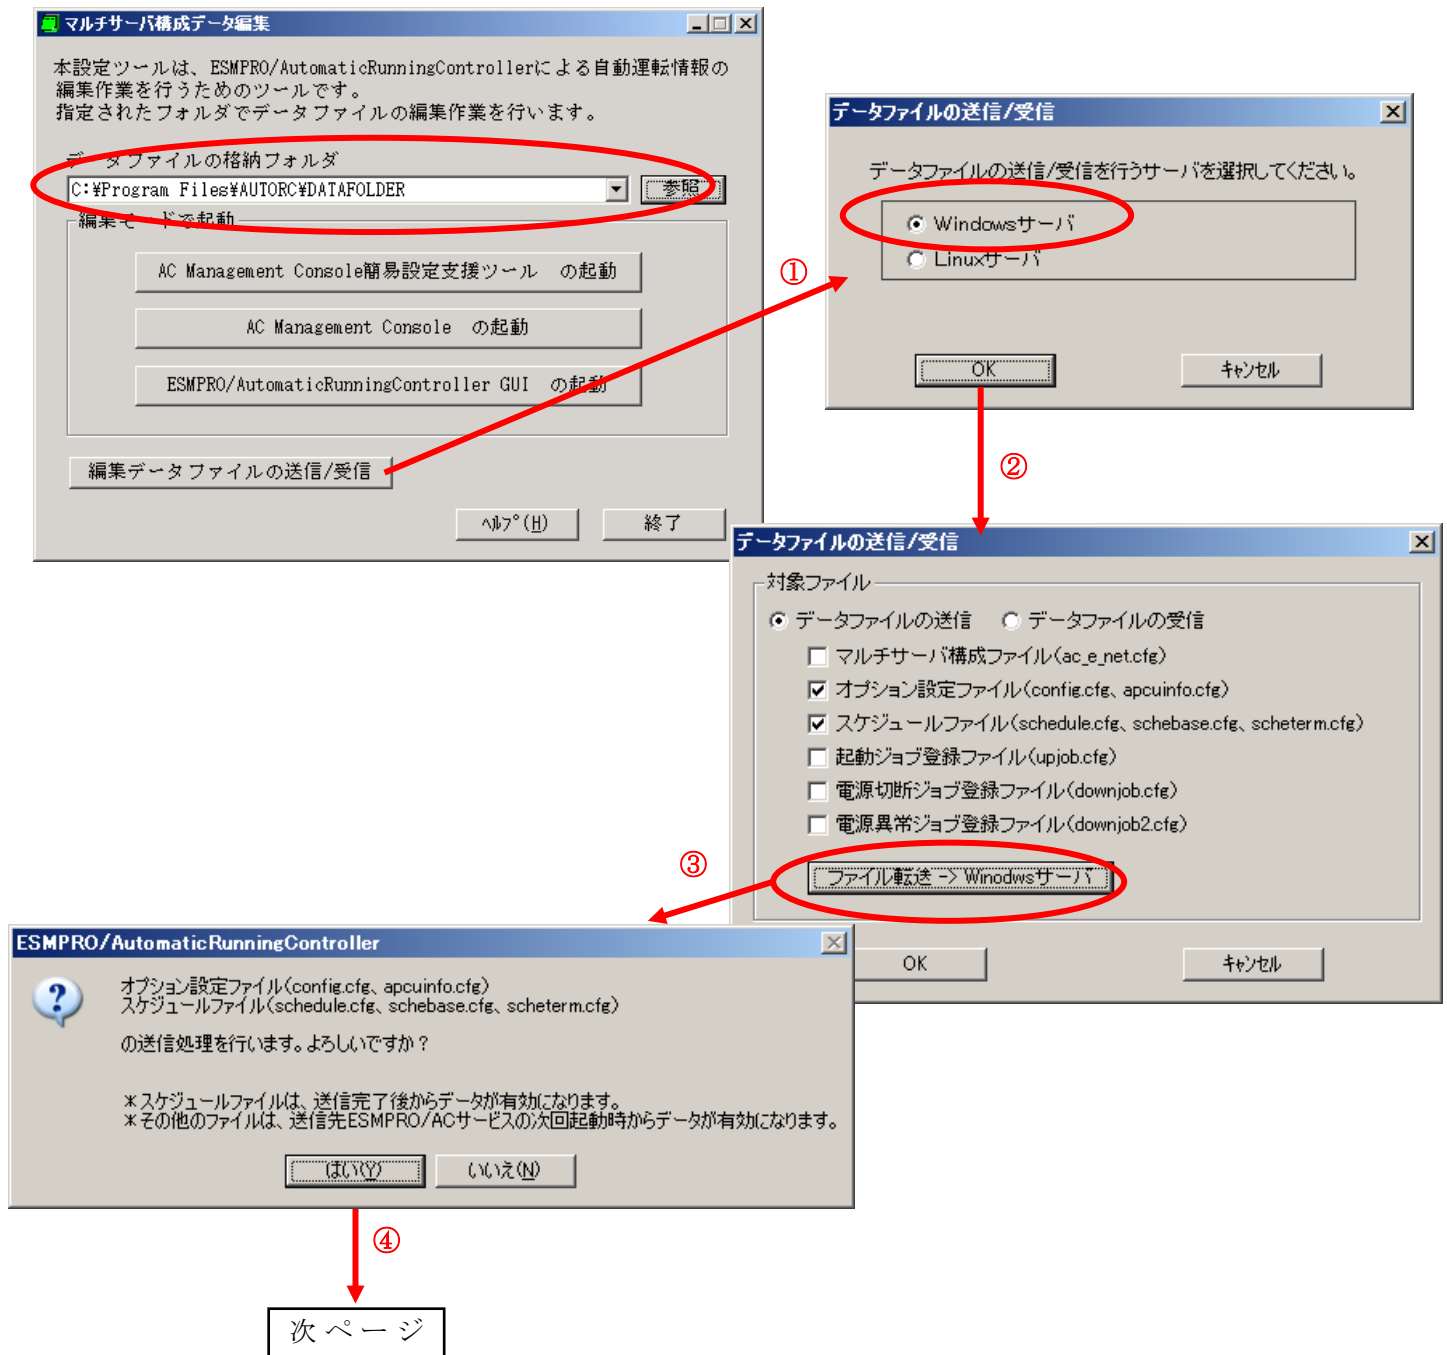 マルチサーバ構成データ編集
本設定ツールは、ESMPRO/AutomaticRunningControllerによる自動運転情報の
編集作業を行うためのツールです。
指定されたフォルダでデータファイルの編集作業を行います。
データファイルの格納フォルダ
C:¥Program Files¥AUTORC¥DATAFOLDER
参照
編集モードで起動
AC Management Console簡易設定支援ツール の起動
AC Management Console の起動
ESMPRO/AutomaticRunningController GUI の起動
編集データファイルの送信/受信
ﾍﾙﾌﾟ(H)
終了
①
データファイルの送信/受信
データファイルの送信/受信を行うサーバを選択してください。
Windowsサーバ
Linuxサーバ
OK
ｷｬﾝｾﾙ
②
データファイルの送信/受信
対象ファイル
データファイルの送信 データファイルの受信
マルチサーバ構成ファイル(ac_e_net.cfg)
オプション設定ファイル(config.cfg、apcuinfo.cfg)
スケジュールファイル(schedule.cfg、schebase.cfg、scheterm.cfg)
起動ジョブ登録ファイル(upjob.cfg)
電源切断ジョブ登録ファイル(downjob.cfg)
電源異常ジョブ登録ファイル(downjob2.cfg)
ファイル転送 -> Winodwsサーバ
OK
ｷｬﾝｾﾙ
③
ESMPRO/AutomaticRunningController
オプション設定ファイル(config.cfg、apcuinfo.cfg)
スケジュールファイル(schedule.cfg、schebase.cfg、scheterm.cfg)
の送信処理を行います。よろしいですか？
＊スケジュールファイルは、送信完了後からデータが有効になります。
＊その他のファイルは、送信先ESMPRO/ACサービスの次回起動時からデータが有効になります。
はい(Y)
いいえ(N)
④
次ページ